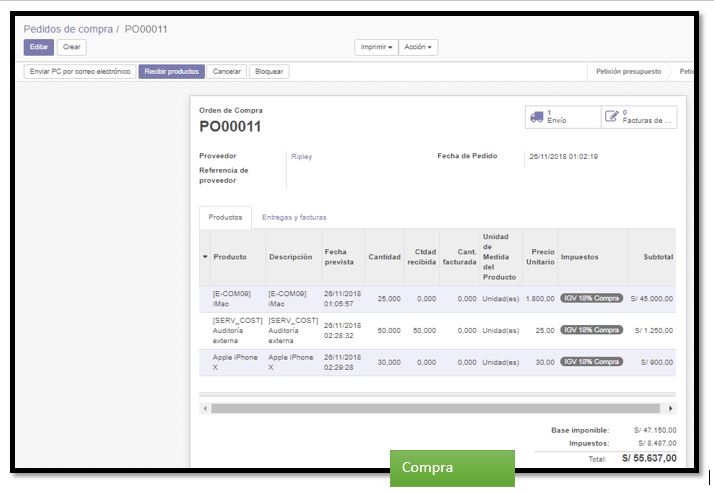 Pedidos de compra / PO00011
Editar Crear Imprimir Acción
Enviar PC por correo electrónico Recibir productos Cancelar Bloquear Petición presupuesto Petic
Orden de Compra
PO00011
1 Envío
0 Facturas de ...
Proveedor Ripley Fecha de Pedido 26/11/2018 01:02:19
Referencia de
proveedor
Productos Entregas y facturas
Producto Descripción Fecha prevista Cantidad Ctdad recibida Cant. facturada Unidad de Medida del Producto Precio Unitario Impuestos Subtotal
[E-COM09] iMac [E-COM09] iMac 26/11/2018 01:05:57 25,000 0,000 0,000 Unidad(es) 1.800,00 IGV 18% Compra S/ 45.000,00
[SERV_COST] Auditoría externa [SERV_COST] Auditoría externa 26/11/2018 02:28:32 50,000 50,000 0,000 Unidad(es) 25,00 IGV 18% Compra S/ 1.250,00
Apple iPhone X Apple iPhone X 26/11/2018 02:29:28 30,000 0,000 0,000 Unidad(es) 30,00 IGV 18% Compra S/ 900,00
Base imponible: S/ 47.150,00
Impuestos: S/ 8.487,00
Total: S/ 55.637,00
Compra